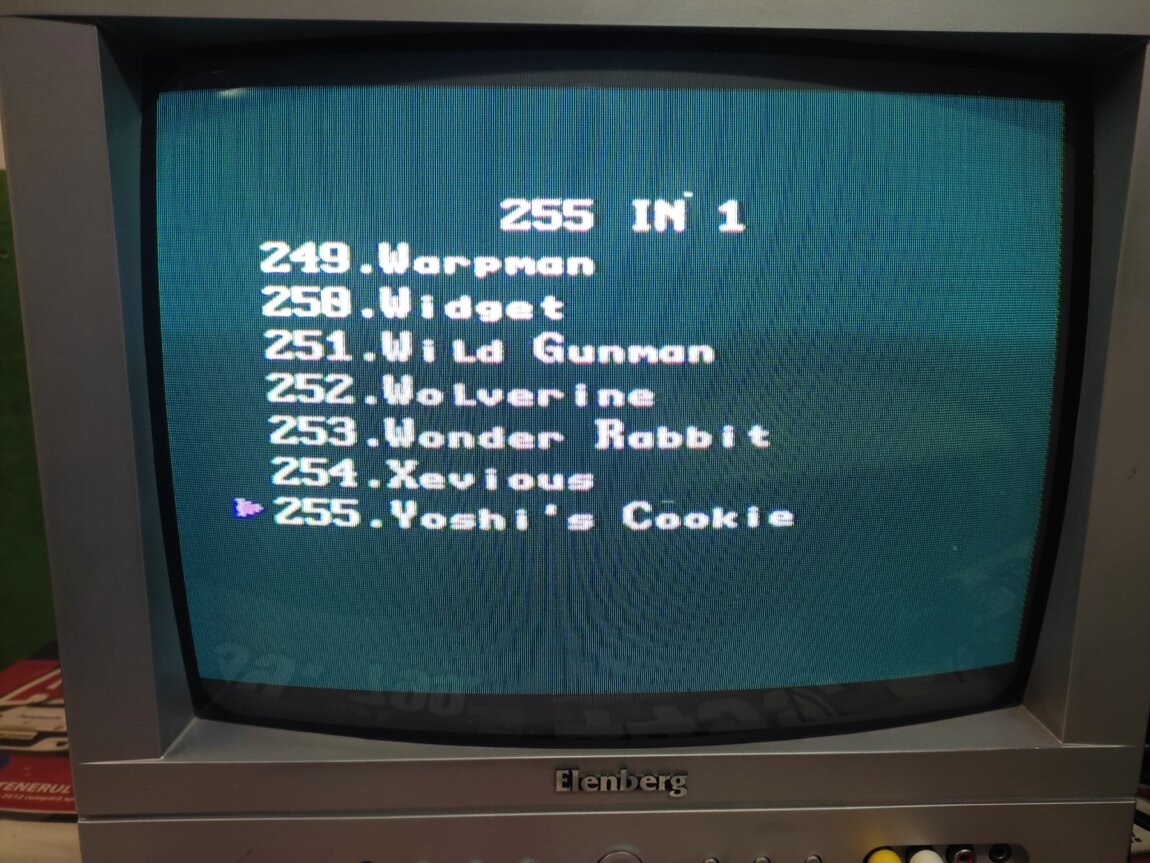 255 IN 1
249.Warpman
250.Widget
251.Wild Gunman
252.Wolverine
253.Wonder Rabbit
254.Xevious
255.Yoshi's Cookie
Elenberg